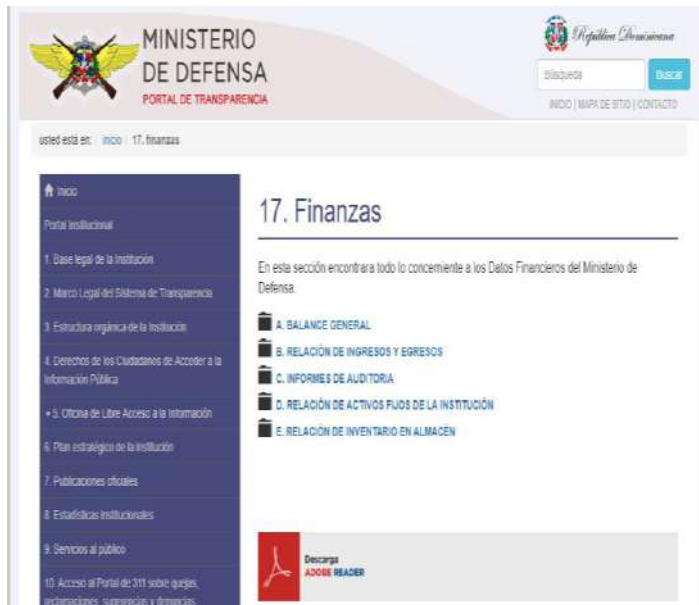 MINISTERIO
DE DEFENSA
PORTAL DE TRANSPARENCIA
República Dominicana
Búsqueda
Buscar
INICIO | MAPA DE SITIO | CONTACTO
usted está en: / inicio / 17. finanzas
Inicio
Portal Institucional
1. Base legal de la Institución
2. Marco Legal del Sistema de Transparencia
3. Estructura orgánica de la Institución
4. Derechos de los Ciudadanos de Acceder a la
Información Pública
5. Oficina de Libre Acceso a la Información
6. Plan estratégico de la institución
7. Publicaciones oficiales
8. Estadísticas institucionales
9. Servicios al público
10. Acceso al Portal de 311 sobre quejas,
reclamaciones, sugerencias y denuncias
17. Finanzas
En esta sección encontrara todo lo concerniente a los Datos Financieros del Ministerio de
Defensa.
A. BALANCE GENERAL
B. RELACIÓN DE INGRESOS Y EGRESOS
C. INFORMES DE AUDITORIA
D. RELACIÓN DE ACTIVOS FIJOS DE LA INSTITUCIÓN
E. RELACIÓN DE INVENTARIO EN ALMACÉN
Descarga
ADOBE READER